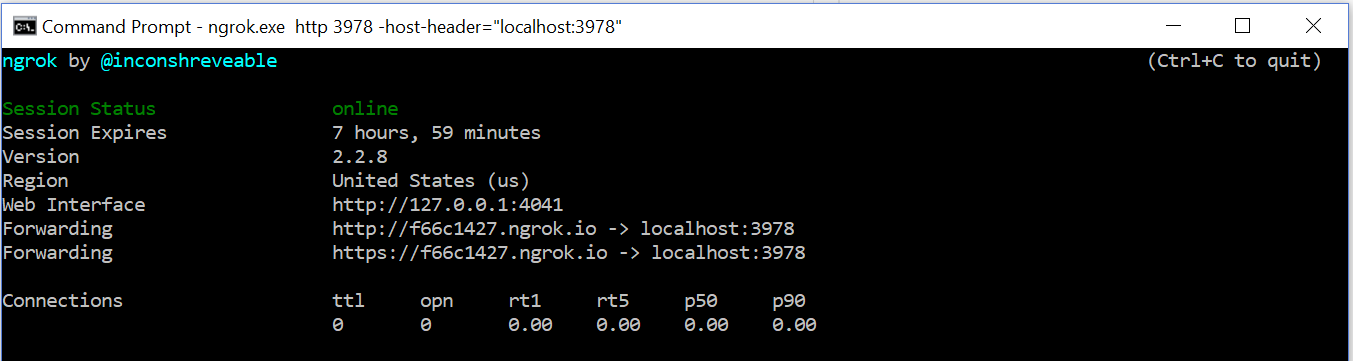 Command Prompt - ngrok.exe  http 3978 -host-header="localhost:3978"
ngrok by @inconshreveable (Ctrl+C to quit)
Session Status online
Session Expires 7 hours, 59 minutes
Version 2.2.8
Region United States (us)
Web Interface http://127.0.0.1:4041
Forwarding http://f66c1427.ngrok.io -> localhost:3978
Forwarding https://f66c1427.ngrok.io -> localhost:3978
Connections ttl opn rt1 rt5 p50 p90
0 0 0.00 0.00 0.00 0.00